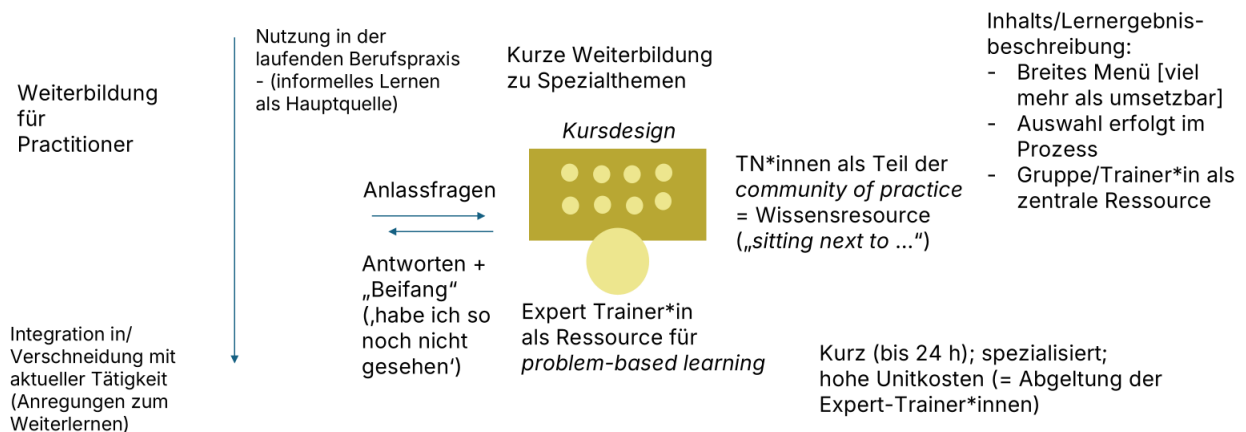 Weiterbildung
für
Practitioner
Nutzung in der
laufenden Berufspraxis
- (informelles Lernen
als Hauptquelle)
Integration in/
Verschneidung mit
aktueller Tätigkeit
(Anregungen zum
Weiterlernen)
Kurze Weiterbildung
zu Spezialthemen
Kursdesign
Anlassfragen
Antworten +
„Beifang“
(‚habe ich so
noch nicht
gesehen‘)
Expert Trainer*in
als Ressource für
problem-based learning
TN*innen als Teil der
community of practice
= Wissensresource
(„sitting next to ...“)
Inhalts/Lernergebnis-
beschreibung:
- Breites Menü [viel
mehr als umsetzbar]
- Auswahl erfolgt im
Prozess
- Gruppe/Trainer*in als
zentrale Ressource
Kurz (bis 24 h); spezialisiert;
hohe Unitkosten (= Abgeltung der
Expert-Trainer*innen)